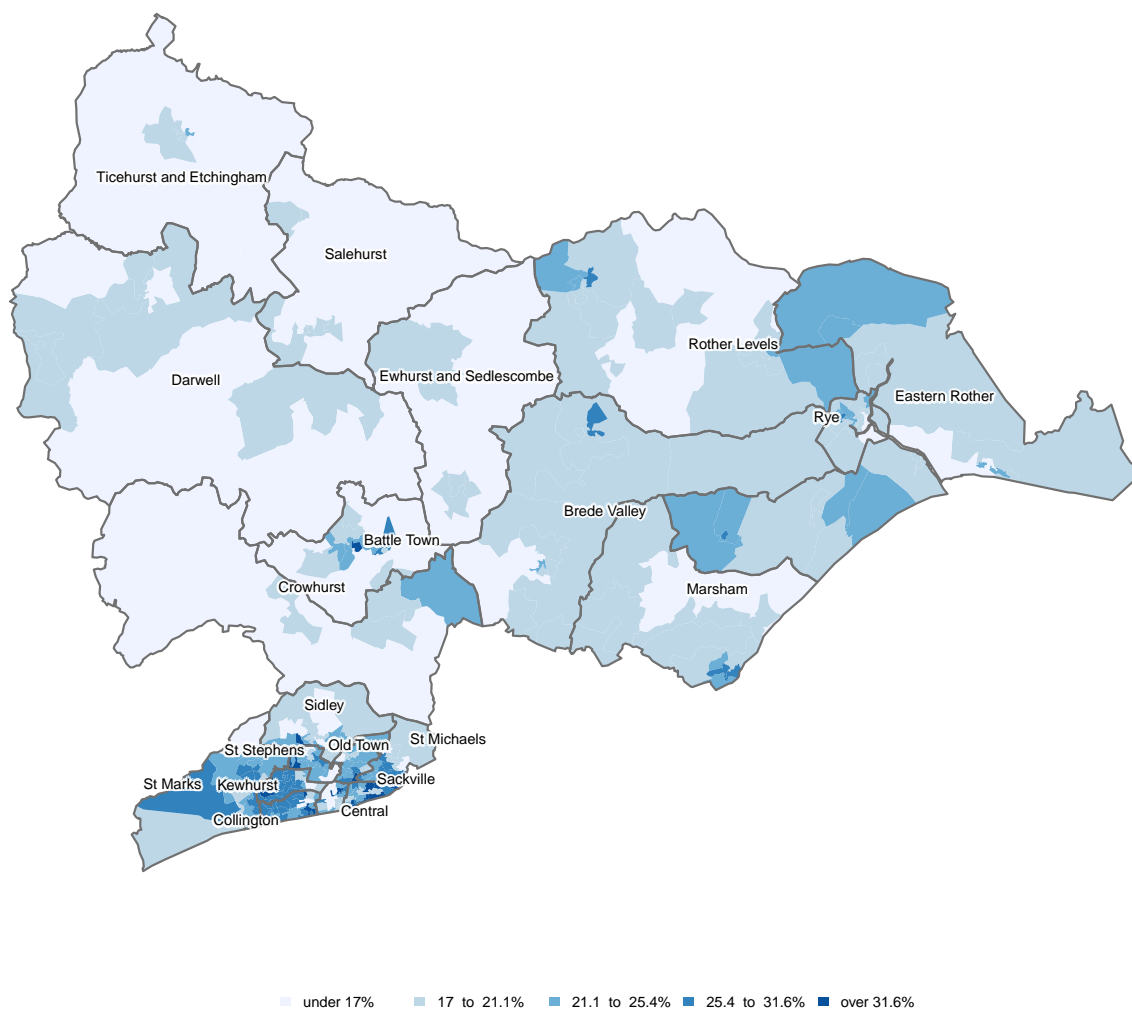 Ticehurst and Etchingham
Salehurst
Rother Levels
Darwell
Ewhurst and Sedlescombe
Eastern Rother
Rye
Brede Valley
Battle Town
Crowhurst
Marsham
Sidley
St Michaels
Old Town
St Stephens
Sackville
St Marks
Kewhurst
Central
Collington
under 17%
17 to 21.1%
21.1 to 25.4%
25.4 to 31.6%
over 31.6%